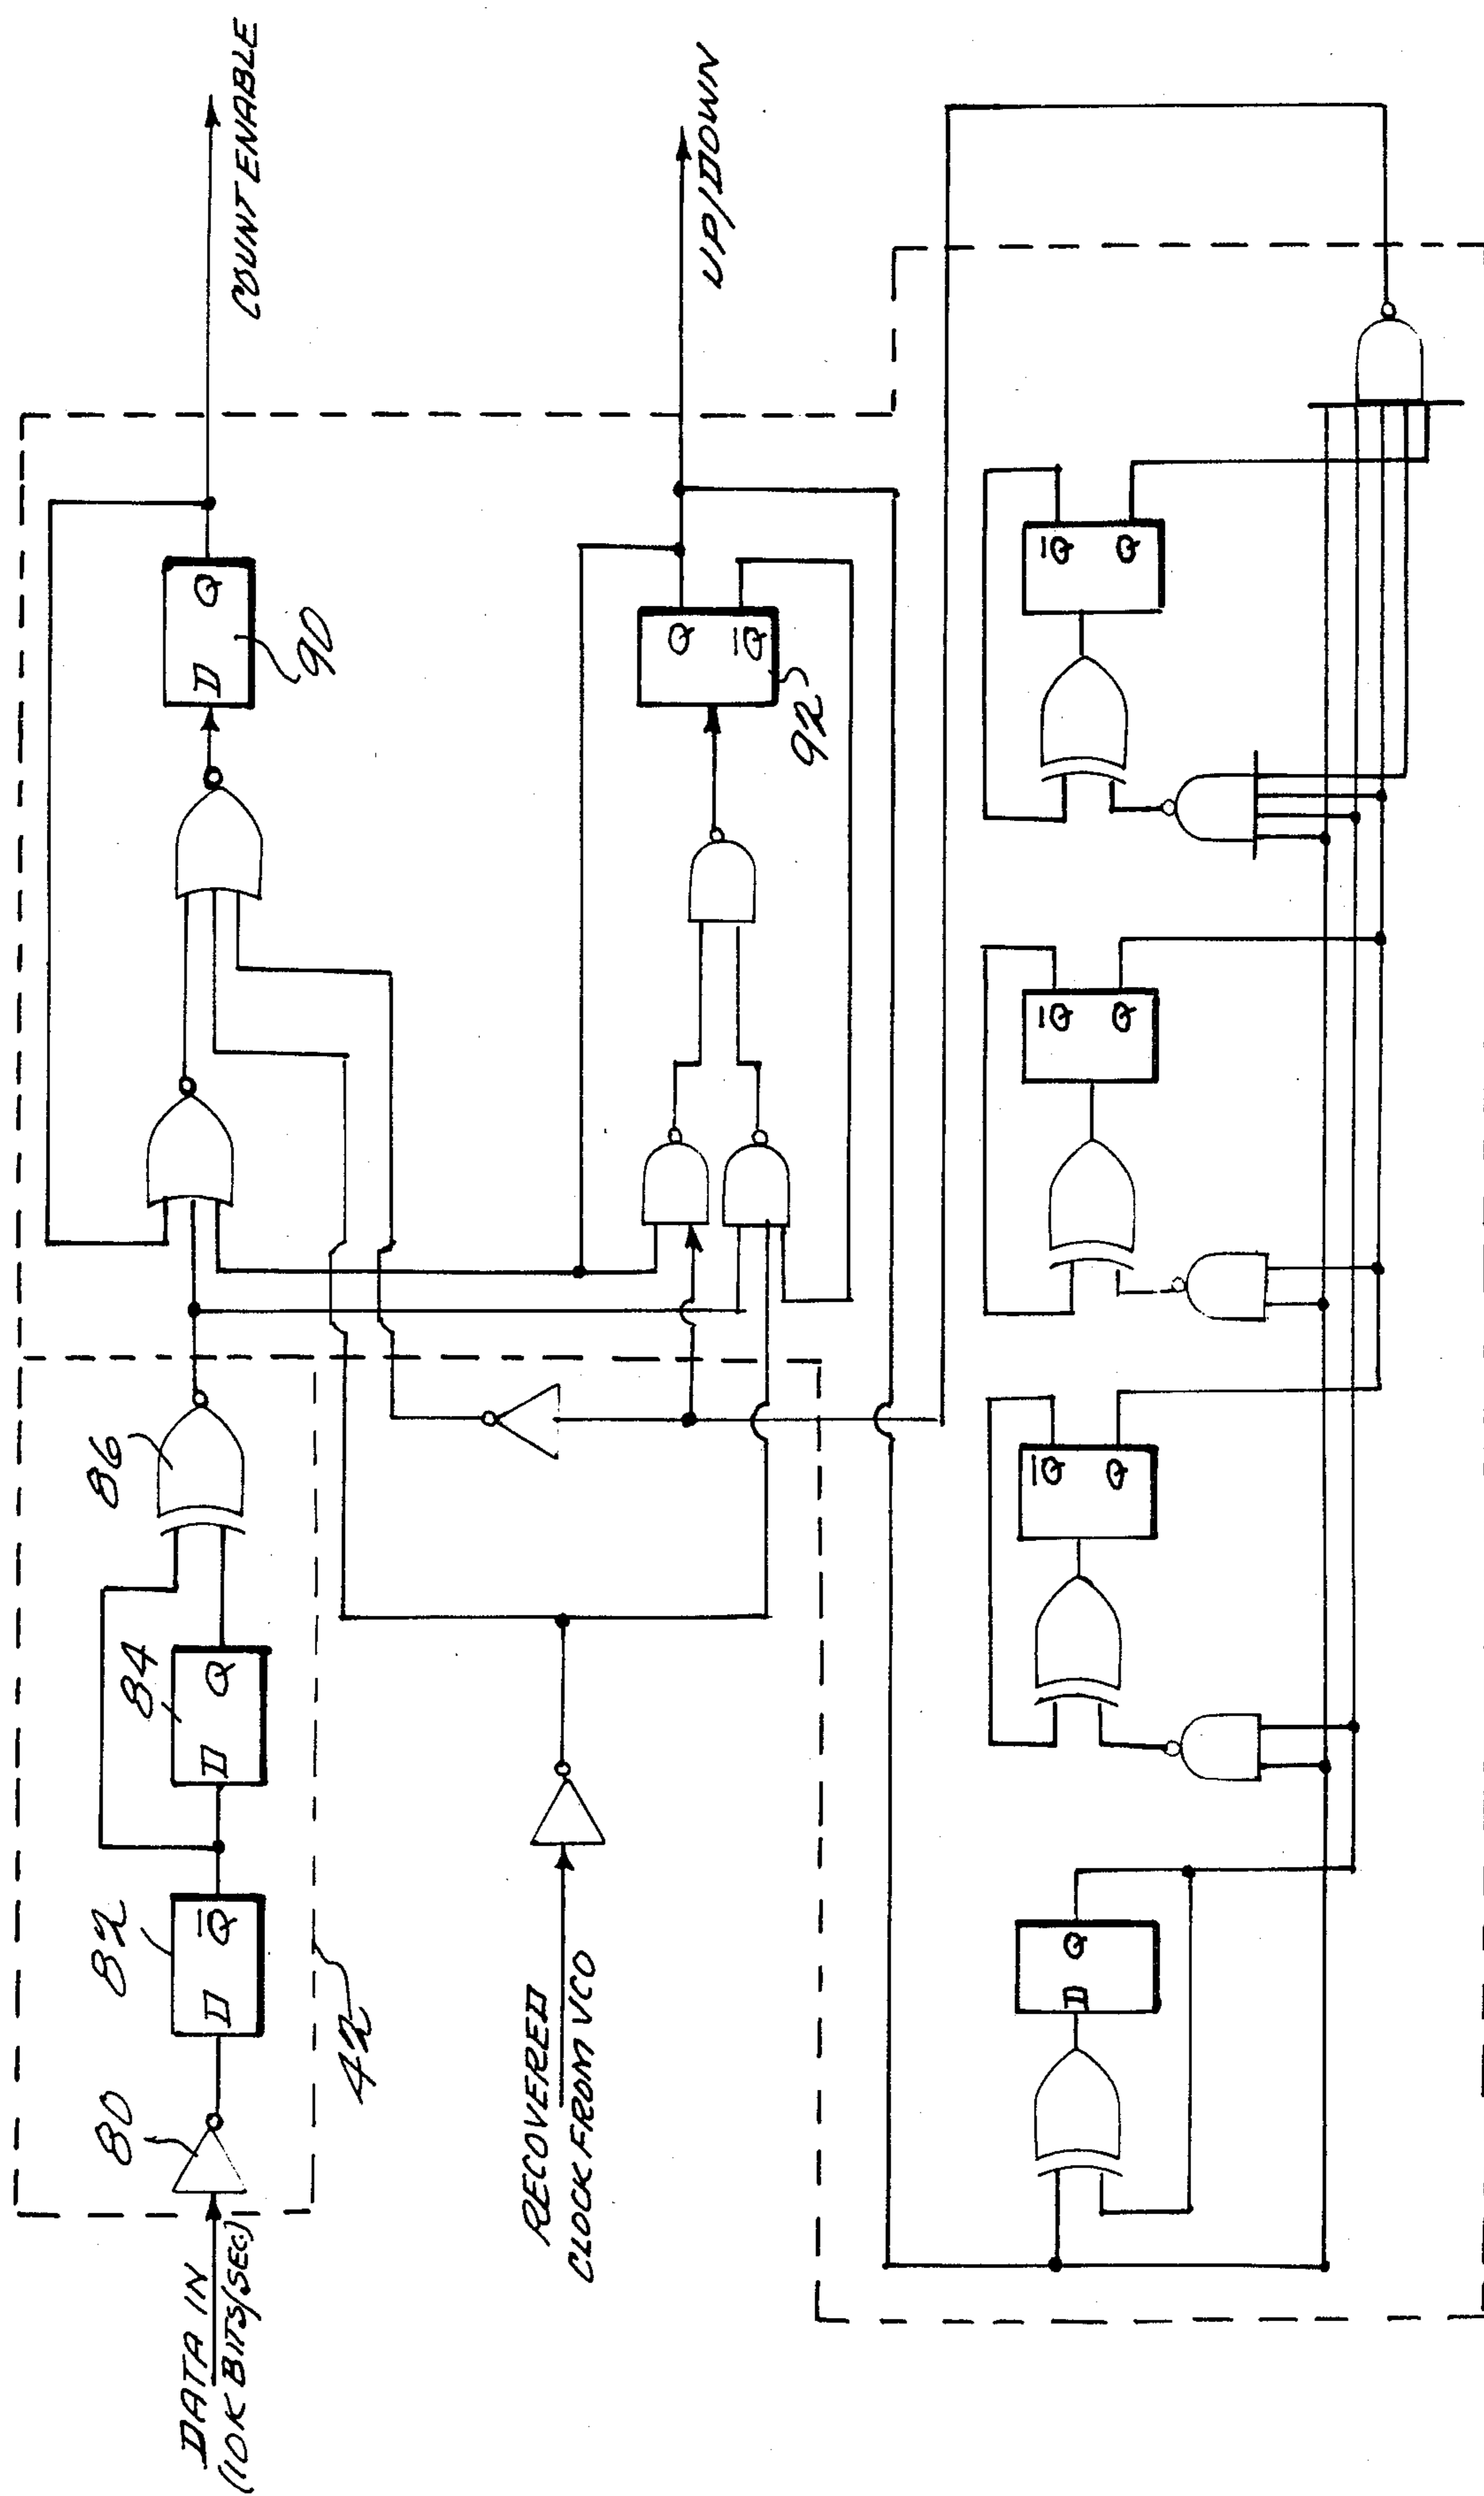 DATA IN
(10K BITS/SEC)
80
82
D Q̅
84
D Q
86
42
D Q
90
COUNT ENABLE
RECOVERED
CLOCK FROM VCO
Q
Q̅
92
UP/DOWN
D Q
Q̅
Q
Q̅
Q
Q̅
Q